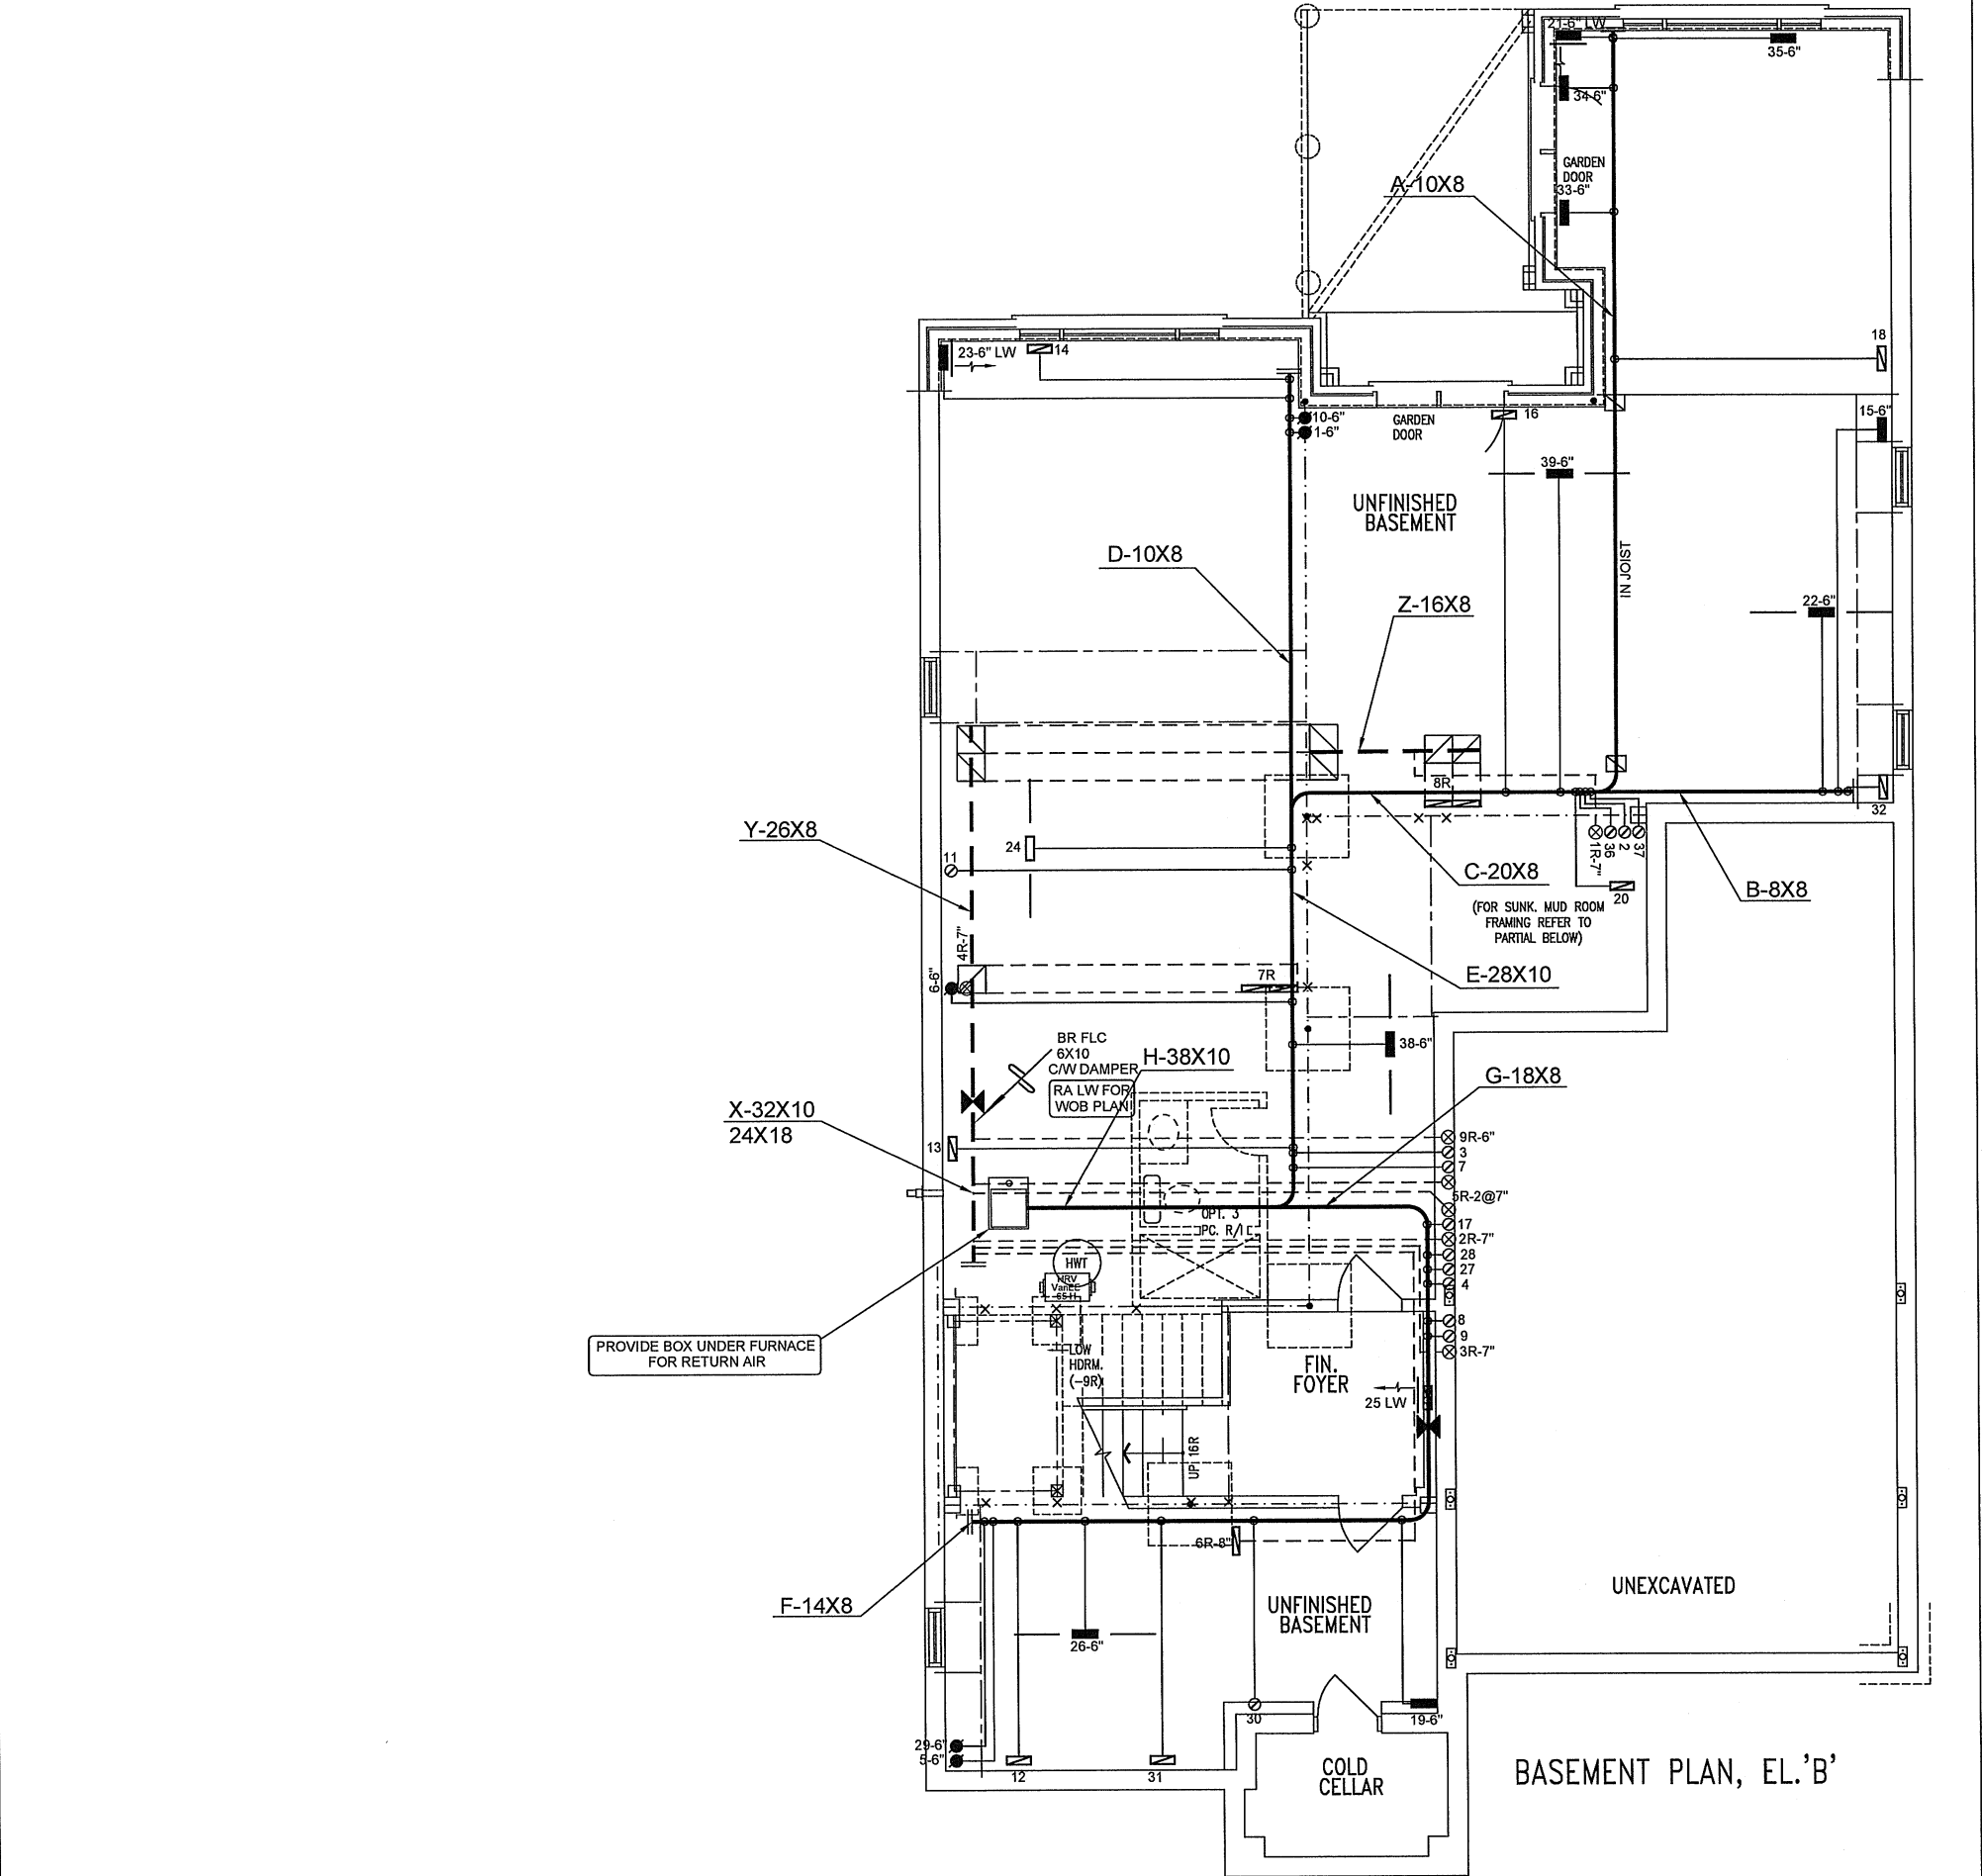 21-6" LW
35-6"
34-6"
GARDEN
DOOR
33-6"
A-10X8
18
23-6" LW
14
10-6"
1-6"
GARDEN
DOOR
16
15-6"
39-6"
UNFINISHED
BASEMENT
D-10X8
IN JOIST
Z-16X8
22-6"
8R
32
Y-26X8
11
24
1R-7"
36
2
37
C-20X8
20
B-8X8
(FOR SUNK. MUD ROOM
FRAMING REFER TO
PARTIAL BELOW)
4R-7"
6-6"
7R
E-28X10
BR FLC
6X10
C/W DAMPER
RA LW FOR
WOB PLAN
H-38X10
38-6"
G-18X8
X-32X10
24X18
13
9R-6"
3
7
5R-2@7"
OPT. 3
PC. R/I
17
2R-7"
28
27
4
HWT
HRV
VanEE
65H
8
9
3R-7"
PROVIDE BOX UNDER FURNACE
FOR RETURN AIR
LOW
HDRM.
(-9R)
FIN.
FOYER
25 LW
UP 16R
6R-8"
F-14X8
UNFINISHED
BASEMENT
UNEXCAVATED
26-6"
30
19-6"
29-6"
5-6"
12
31
COLD
CELLAR
BASEMENT PLAN, EL.'B'